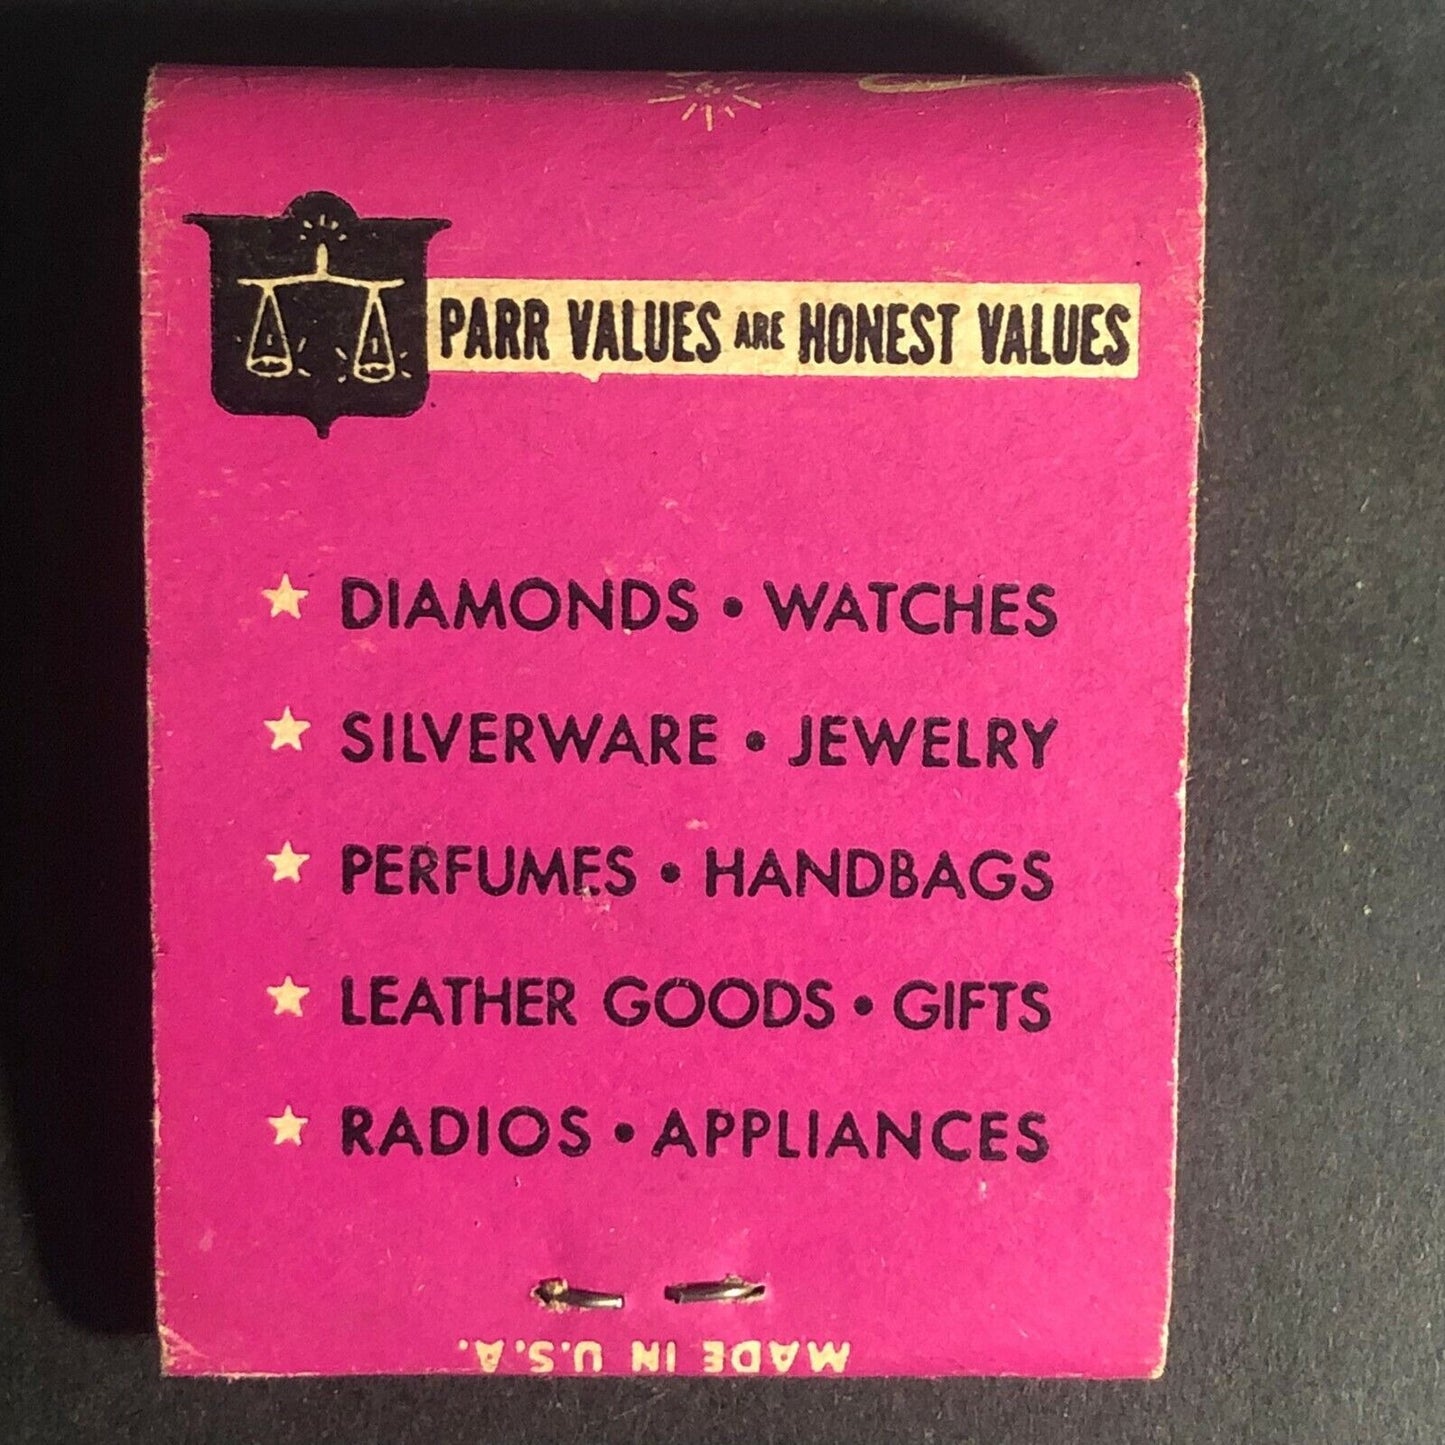 PARR VALUES ARE HONEST VALUES
★ DIAMONDS • WATCHES
★ SILVERWARE • JEWELRY
★ PERFUMES • HANDBAGS
★ LEATHER GOODS • GIFTS
★ RADIOS • APPLIANCES
MADE IN U.S.A.